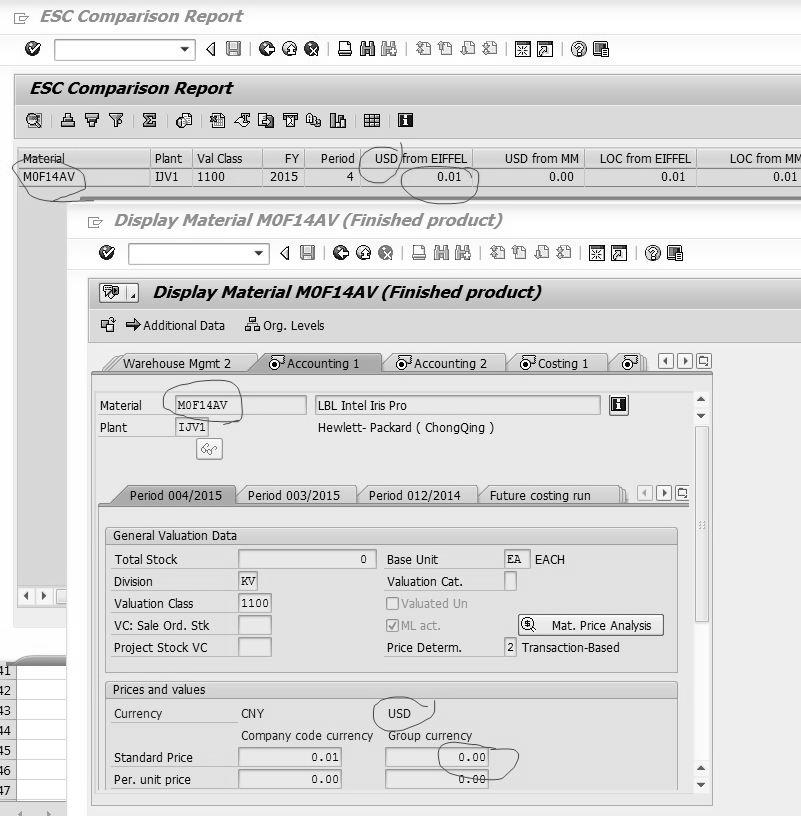 ESC Comparison Report
ESC Comparison Report
Material Plant Val Class FY Period USD from EIFFEL USD from MM LOC from EIFFEL LOC from MM
M0F14AV IJV1 1100 2015 4 0.01 0.00 0.01 0.01
Display Material M0F14AV (Finished product)
Display Material M0F14AV (Finished product)
Additional Data Org. Levels
Warehouse Mgmt 2 Accounting 1 Accounting 2 Costing 1
Material M0F14AV LBL Intel Iris Pro
Plant IJV1 Hewlett- Packard ( ChongQing )
Period 004/2015 Period 003/2015 Period 012/2014 Future costing run
General Valuation Data
Total Stock 0 Base Unit EA EACH
Division KV Valuation Cat.
Valuation Class 1100 Valuated Un
VC: Sale Ord. Stk ML act. Mat. Price Analysis
Project Stock VC Price Determ. 2 Transaction-Based
Prices and values
Currency CNY USD
Company code currency Group currency
Standard Price 0.01 0.00
Per. unit price 0.00 0.00
41
42
43
44
45
46
47